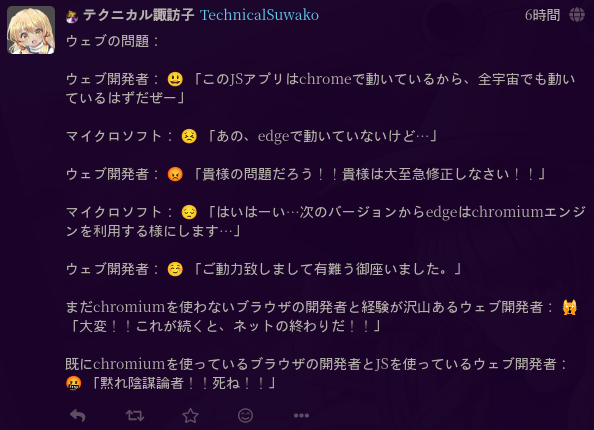 テクニカル諏訪子 TechnicalSuwako 6時間
ウェブの問題：
ウェブ開発者： 😃 「このJSアプリはchromeで動いているから、全宇宙でも動い
ているはずだぜー」
マイクロソフト： 😣 「あの、edgeで動いていないけど…」
ウェブ開発者： 😡 「貴様の問題だろう！！貴様は大至急修正しなさい！！」
マイクロソフト： 😔 「はいはーい…次のバージョンからedgeはchromiumエンジ
ンを利用する様にします…」
ウェブ開発者： ☺️ 「ご動力致しまして有難う御座いました。」
まだchromiumを使わないブラウザの開発者と経験が沢山あるウェブ開発者： 🙀
「大変！！これが続くと、ネットの終わりだ！！」
既にchromiumを使っているブラウザの開発者とJSを使っているウェブ開発者：
🤬 「黙れ陰謀論者！！死ね！！」